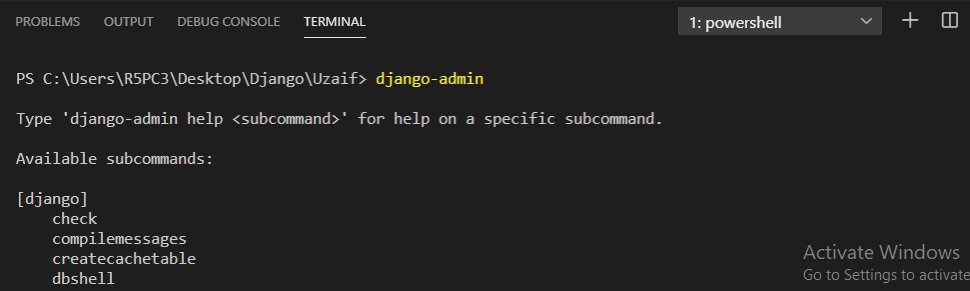 PROBLEMS OUTPUT DEBUG CONSOLE TERMINAL 1: powershell
PS C:\Users\R5PC3\Desktop\Django\Uzaif> django-admin
Type 'django-admin help <subcommand>' for help on a specific subcommand.
Available subcommands:
[django]
    check
    compilemessages
    createcachetable
    dbshell
Activate Windows
Go to Settings to activate